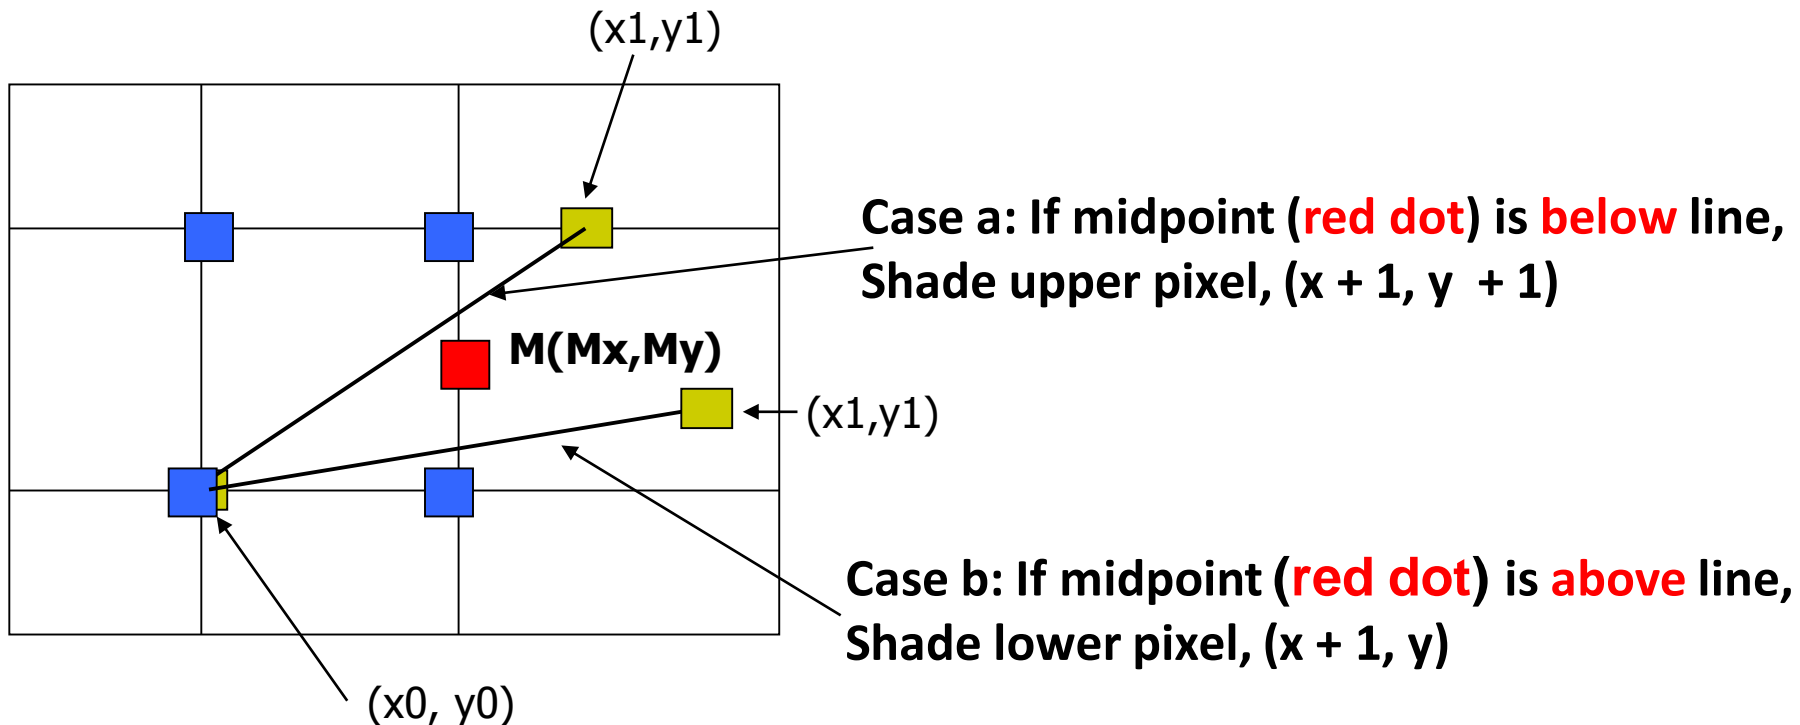 (x1,y1)
Case a: If midpoint (red dot) is below line,
Shade upper pixel, (x + 1, y + 1)
M(Mx,My)
(x1,y1)
Case b: If midpoint (red dot) is above line,
Shade lower pixel, (x + 1, y)
(x0, y0)